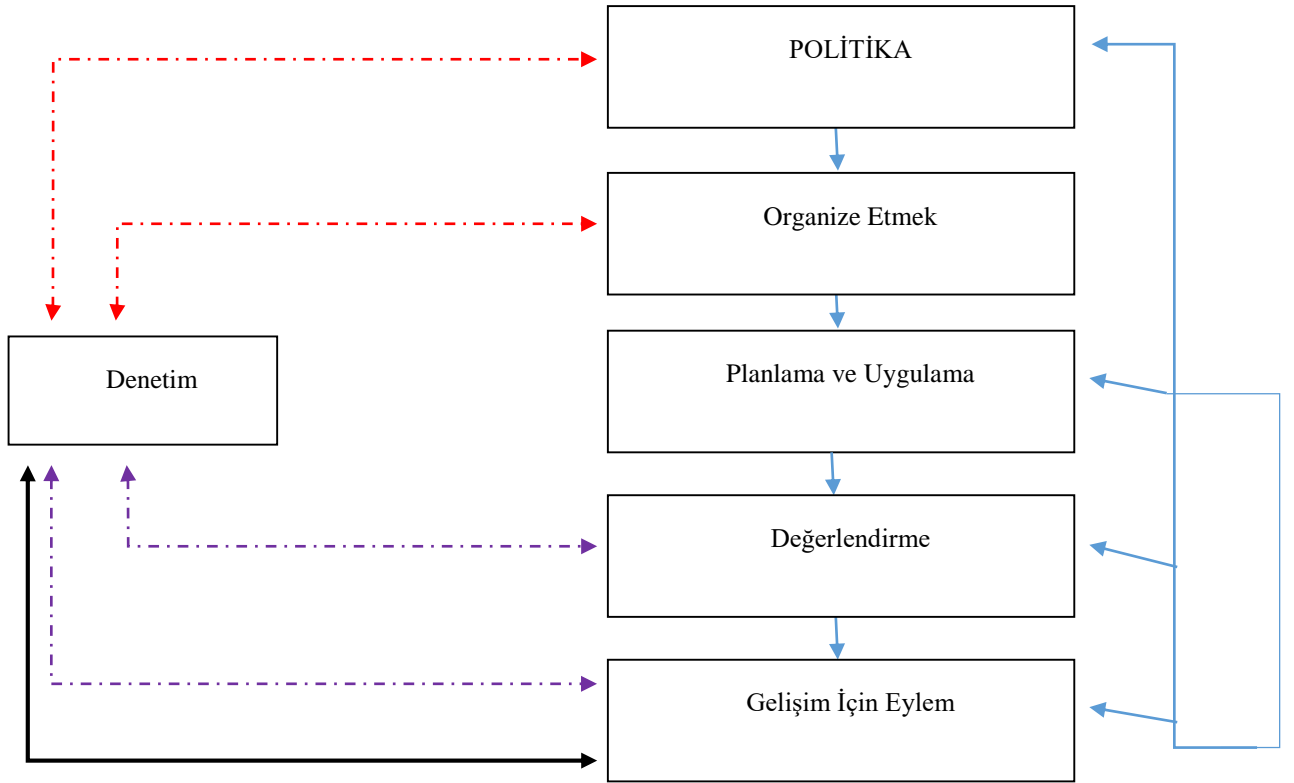 POLİTİKA
Organize Etmek
Denetim
Planlama ve Uygulama
Değerlendirme
Gelişim İçin Eylem